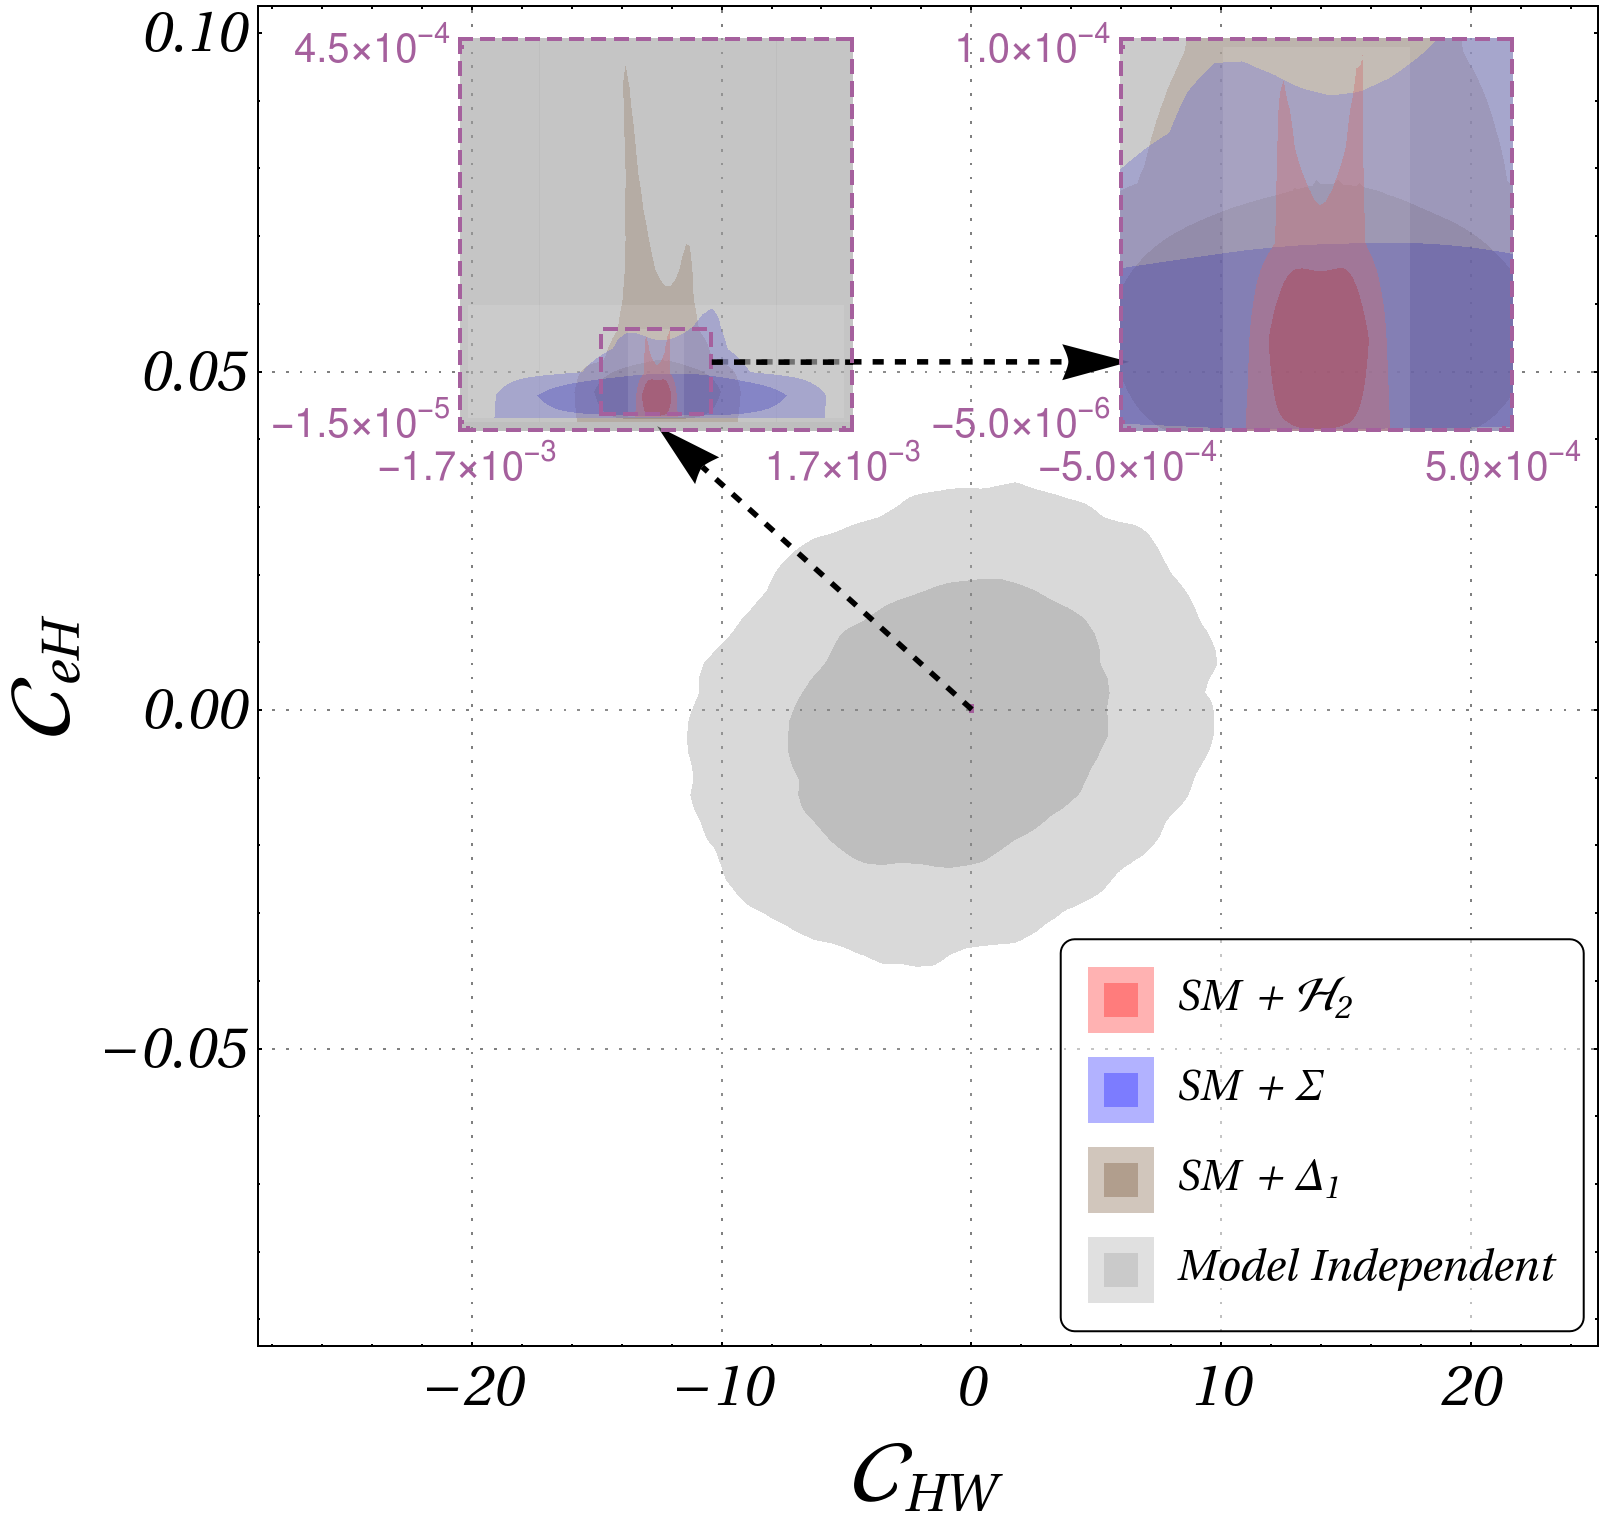 0.10
0.05
0.00
−0.05
−20
−10
0
10
20
𝒞eH
𝒞HW
4.5×10⁻⁴
−1.5×10⁻⁵
−1.7×10⁻³
1.7×10⁻³
1.0×10⁻⁴
−5.0×10⁻⁶
−5.0×10⁻⁴
5.0×10⁻⁴
SM + ℋ₂
SM + Σ
SM + Δ₁
Model Independent